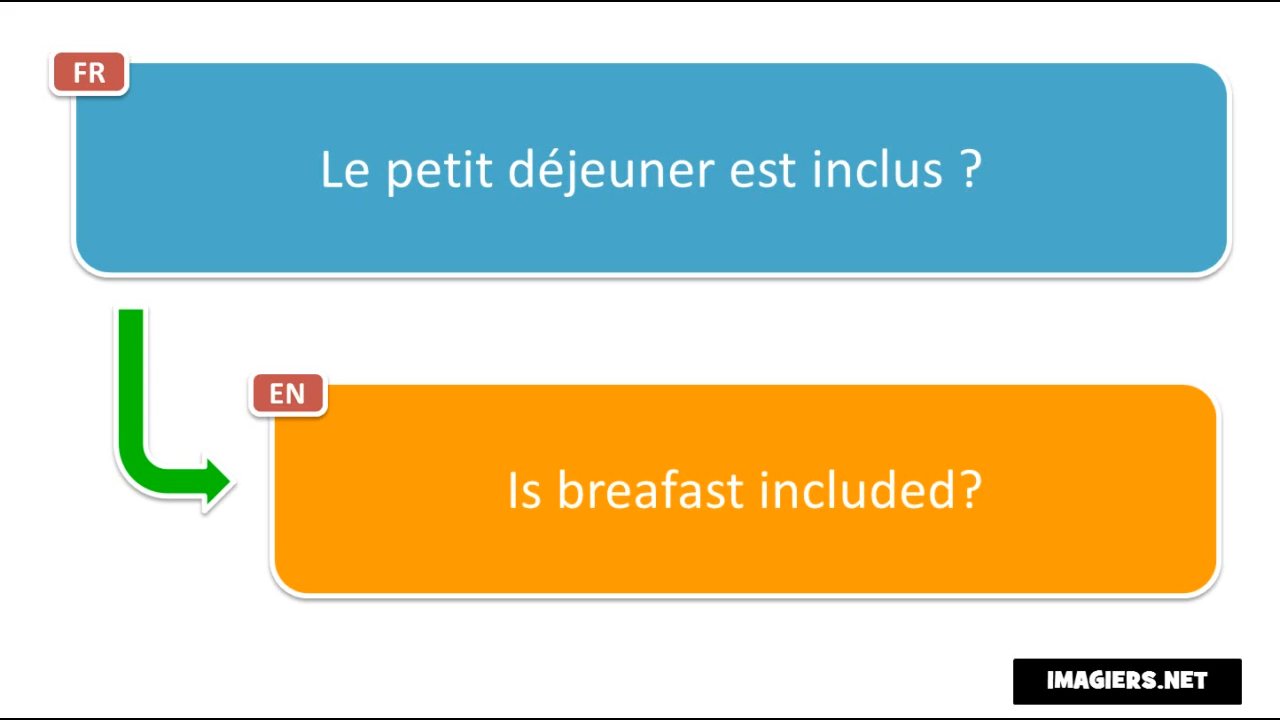 FR
Le petit déjeuner est inclus ?
EN
Is breafast included?
IMAGIERS.NET